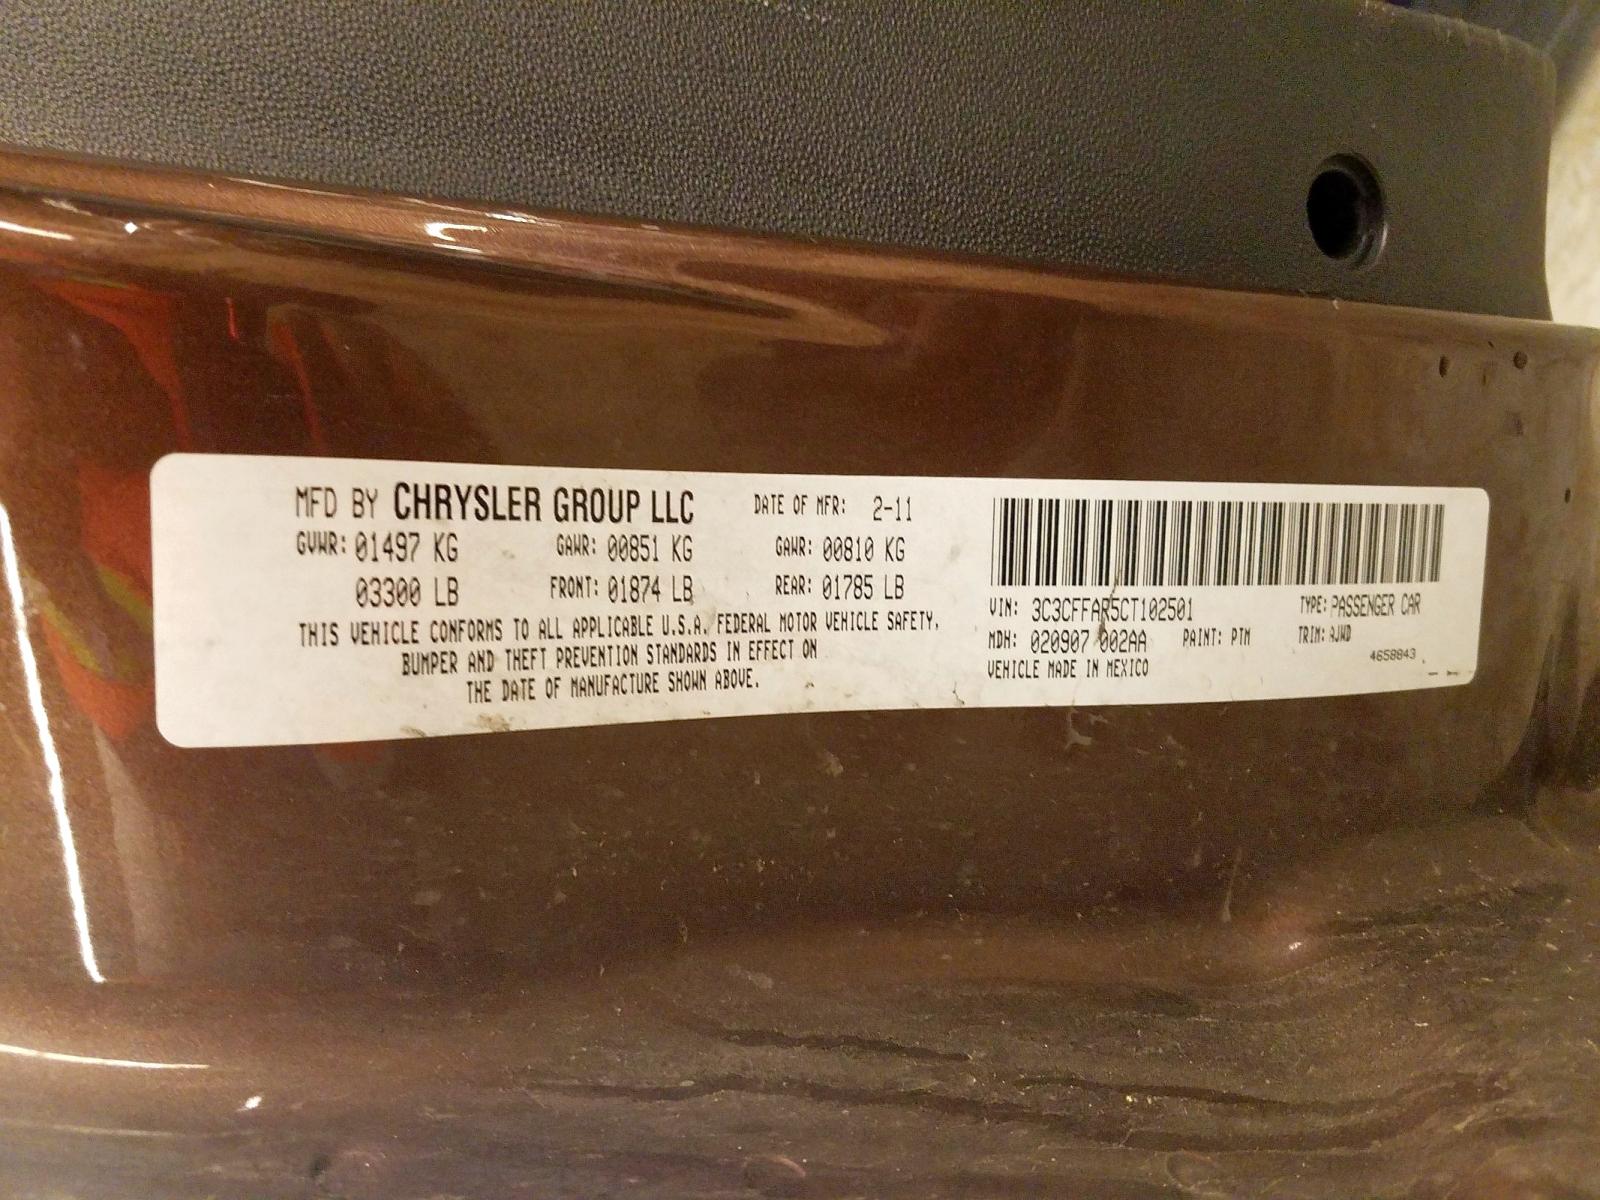 MFD BY CHRYSLER GROUP LLC DATE OF MFR: 2-11
GVWR: 01497 KG GAWR: 00851 KG GAWR: 00810 KG
03300 LB FRONT: 01874 LB REAR: 01785 LB
THIS VEHICLE CONFORMS TO ALL APPLICABLE U.S.A. FEDERAL MOTOR VEHICLE SAFETY,
BUMPER AND THEFT PREVENTION STANDARDS IN EFFECT ON
THE DATE OF MANUFACTURE SHOWN ABOVE.
VIN: 3C3CFFAR5CT102501 TYPE: PASSENGER CAR
MDH: 020907 002AA PAINT: PTM TRIM: AJWD
VEHICLE MADE IN MEXICO 4658843